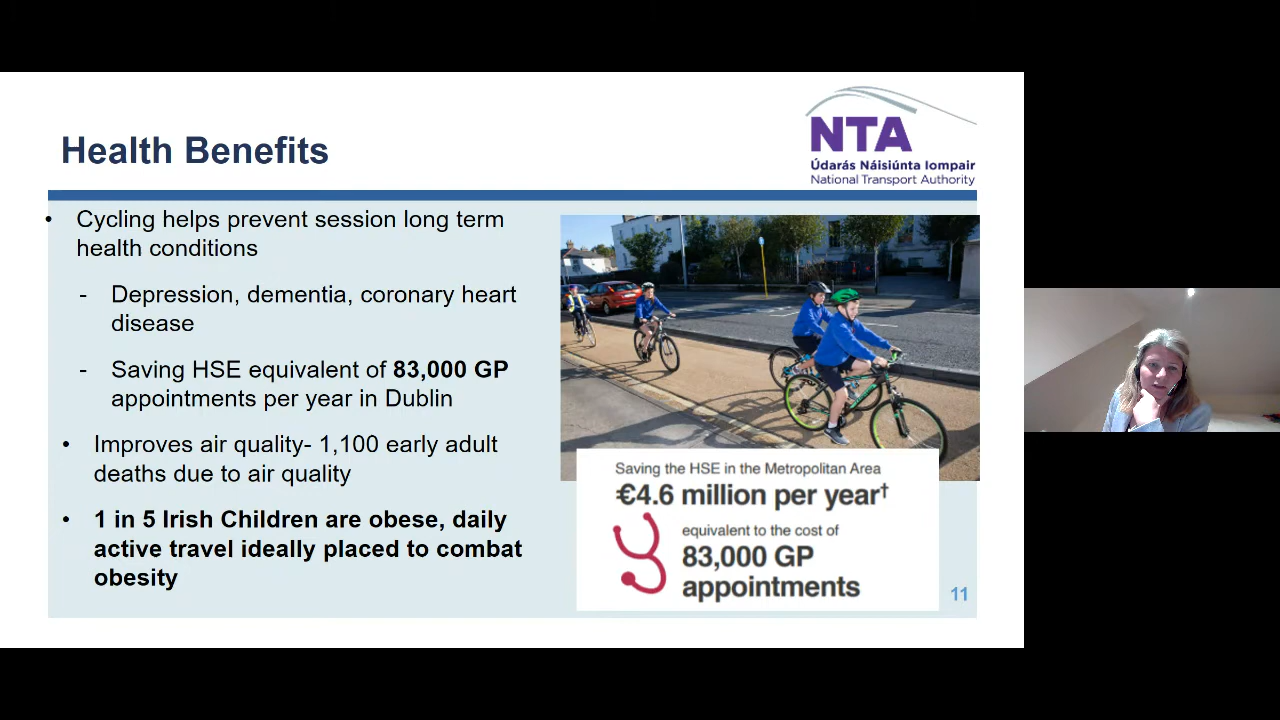 Health Benefits
NTA
Údarás Náisiúnta Iompair
National Transport Authority
• Cycling helps prevent session long term
health conditions
- Depression, dementia, coronary heart
disease
- Saving HSE equivalent of 83,000 GP
appointments per year in Dublin
• Improves air quality- 1,100 early adult
deaths due to air quality
• 1 in 5 Irish Children are obese, daily
active travel ideally placed to combat
obesity
Saving the HSE in the Metropolitan Area
€4.6 million per year†
equivalent to the cost of
83,000 GP
appointments
11